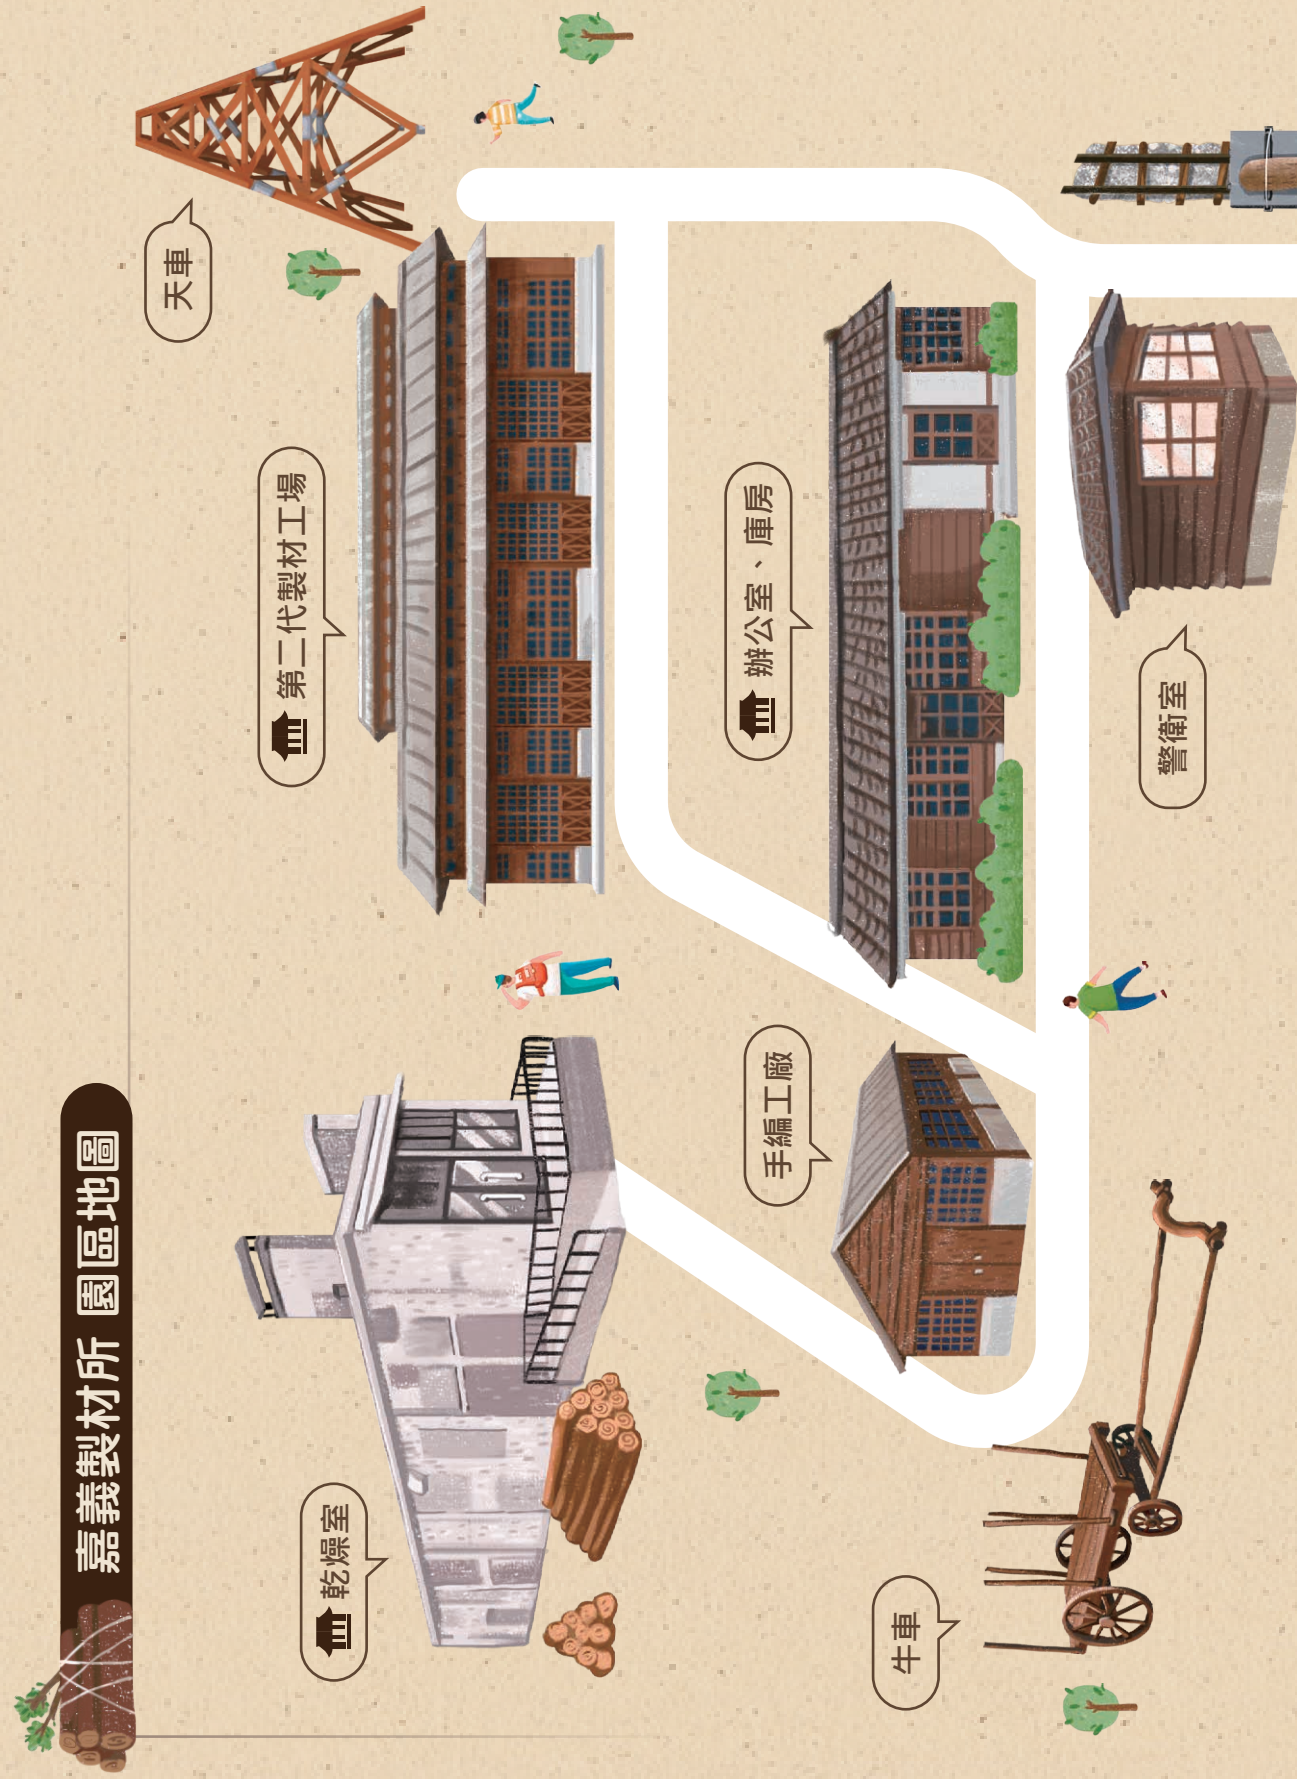 嘉義製材所 園區地圖
乾燥室
第二代製材工場
天車
手編工廠
辦公室、庫房
牛車
警衛室